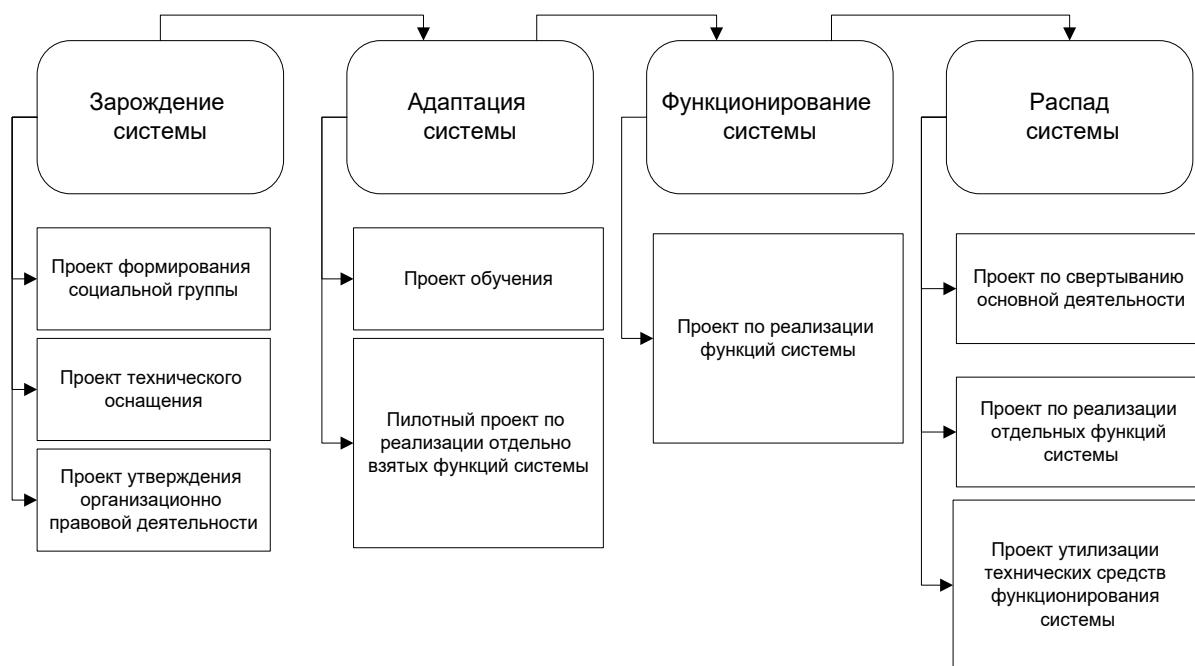 Зарождение
системы
Адаптация
системы
Функционирование
системы
Распад
системы
Проект формирования
социальной группы
Проект технического
оснащения
Проект утверждения
организационно
правовой деятельности
Проект обучения
Пилотный проект по
реализации отдельно
взятых функций системы
Проект по реализации
функций системы
Проект по свертыванию
основной деятельности
Проект по реализации
отдельных функций
системы
Проект утилизации
технических средств
функционирования
системы